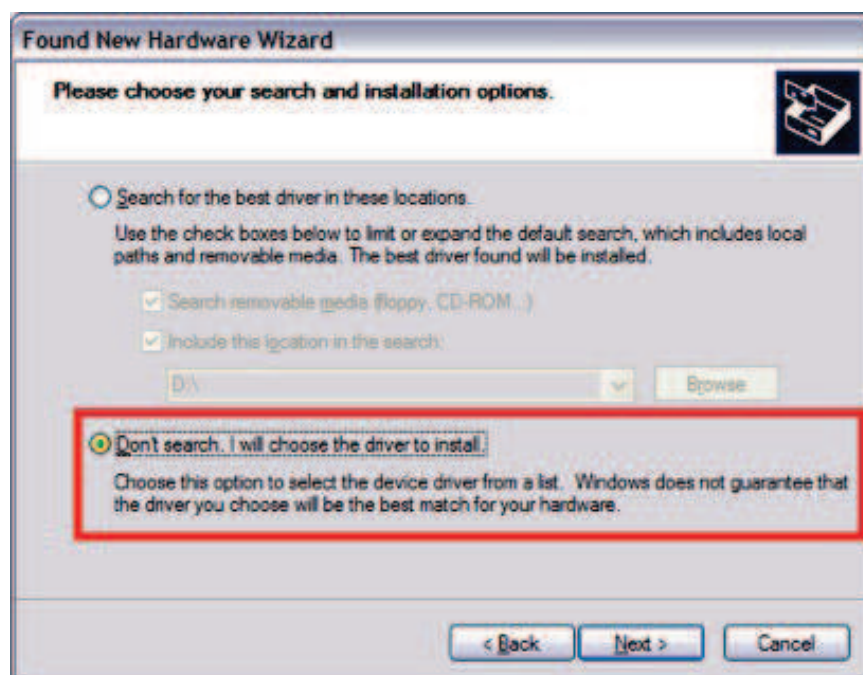 Found New Hardware Wizard
Please choose your search and installation options.
Search for the best driver in these locations.
Use the check boxes below to limit or expand the default search, which includes local
paths and removable media. The best driver found will be installed.
Search removable media (floppy, CD-ROM...)
Include this location in the search:
D:\
Browse
Don't search. I will choose the driver to install.
Choose this option to select the device driver from a list. Windows does not guarantee that
the driver you choose will be the best match for your hardware.
< Back
Next >
Cancel